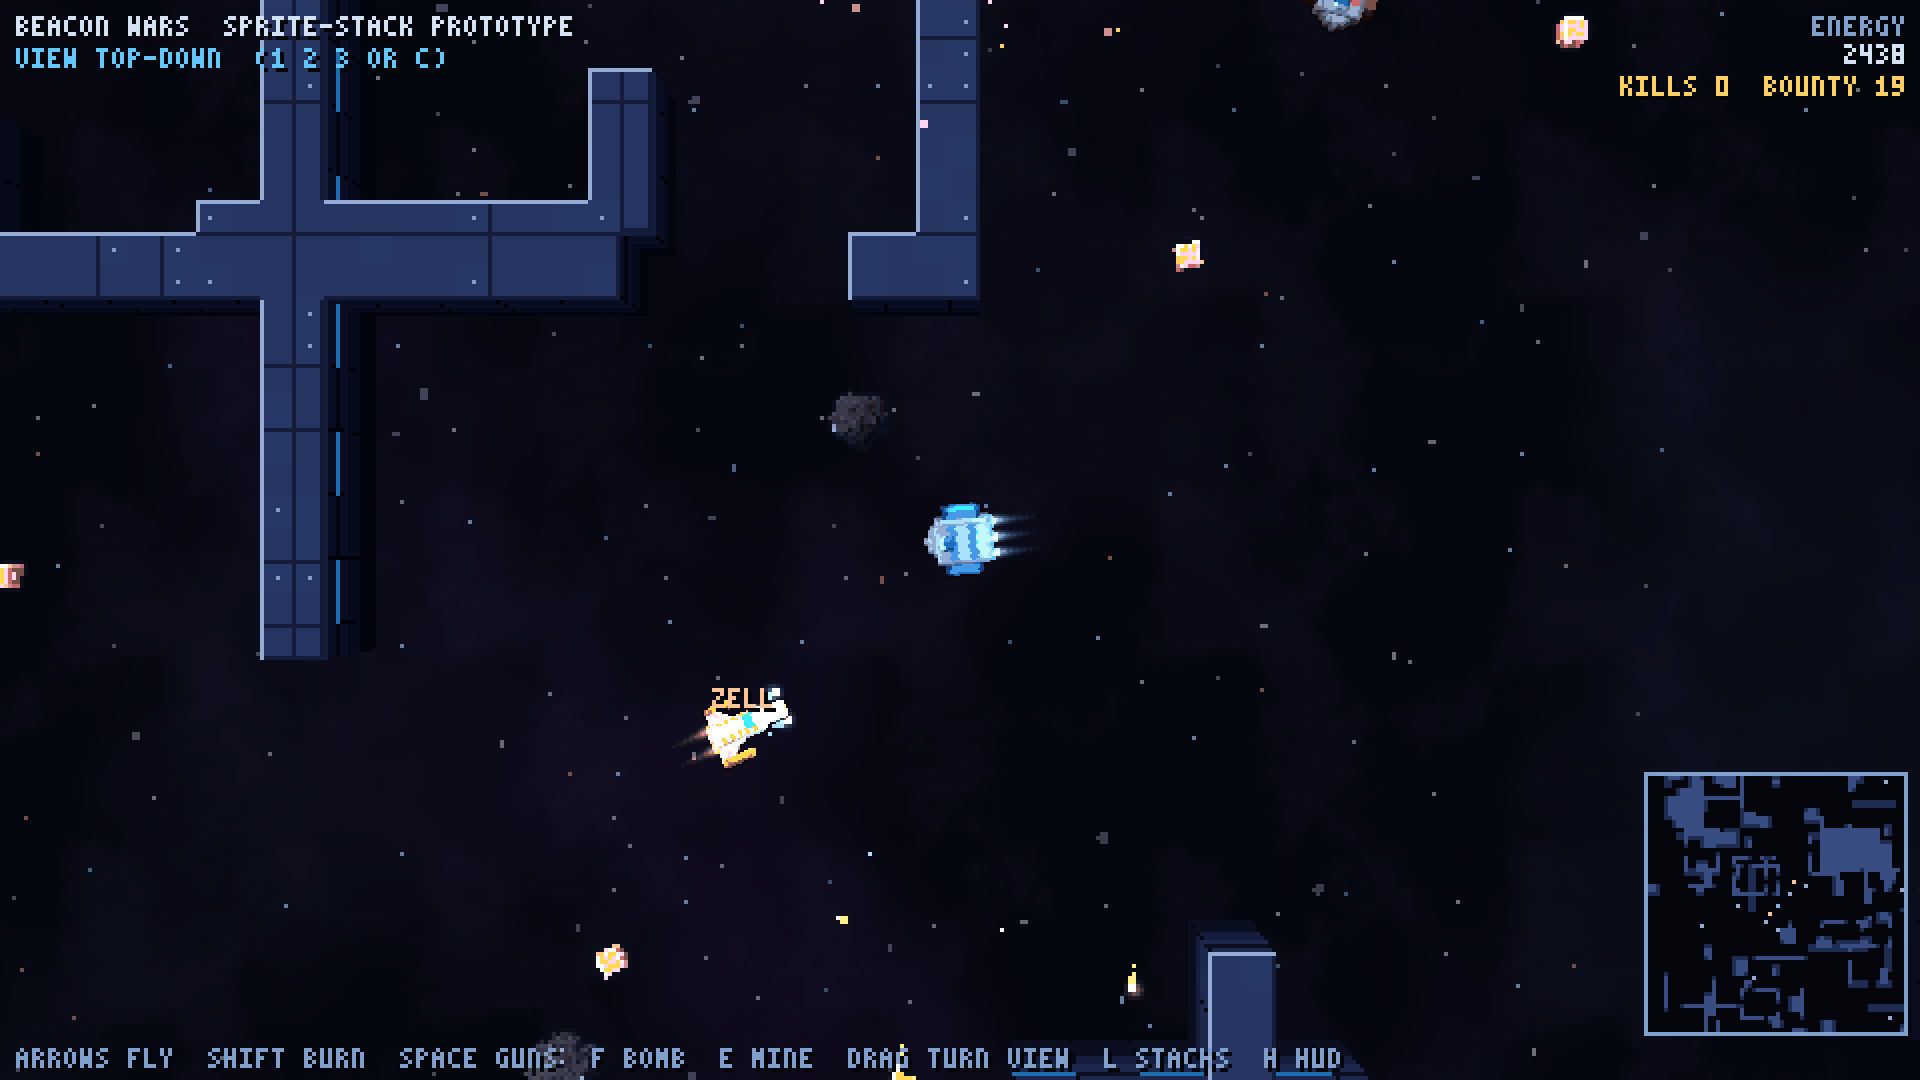 BEACON WARS  SPRITE-STACK PROTOTYPE
VIEW TOP-DOWN  (1 2 3 OR C)
ENERGY
2438
KILLS 0  BOUNTY 19
ZELL
ARROWS FLY  SHIFT BURN  SPACE GUNS  F BOMB  E MINE  DRAG TURN VIEW  L STACKS  H HUD